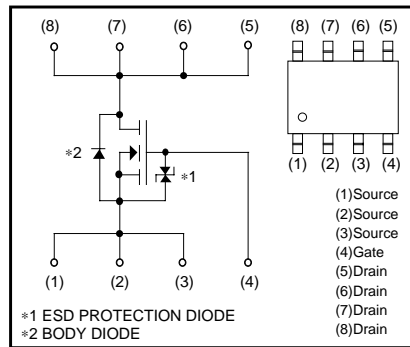 (8) (7) (6) (5)
(8) (7) (6) (5)
∗2
∗1
(1) (2) (3) (4)
(1) (2) (3) (4)
(1)Source
(2)Source
(3)Source
(4)Gate
(5)Drain
(6)Drain
(7)Drain
(8)Drain
∗1 ESD PROTECTION DIODE
∗2 BODY DIODE